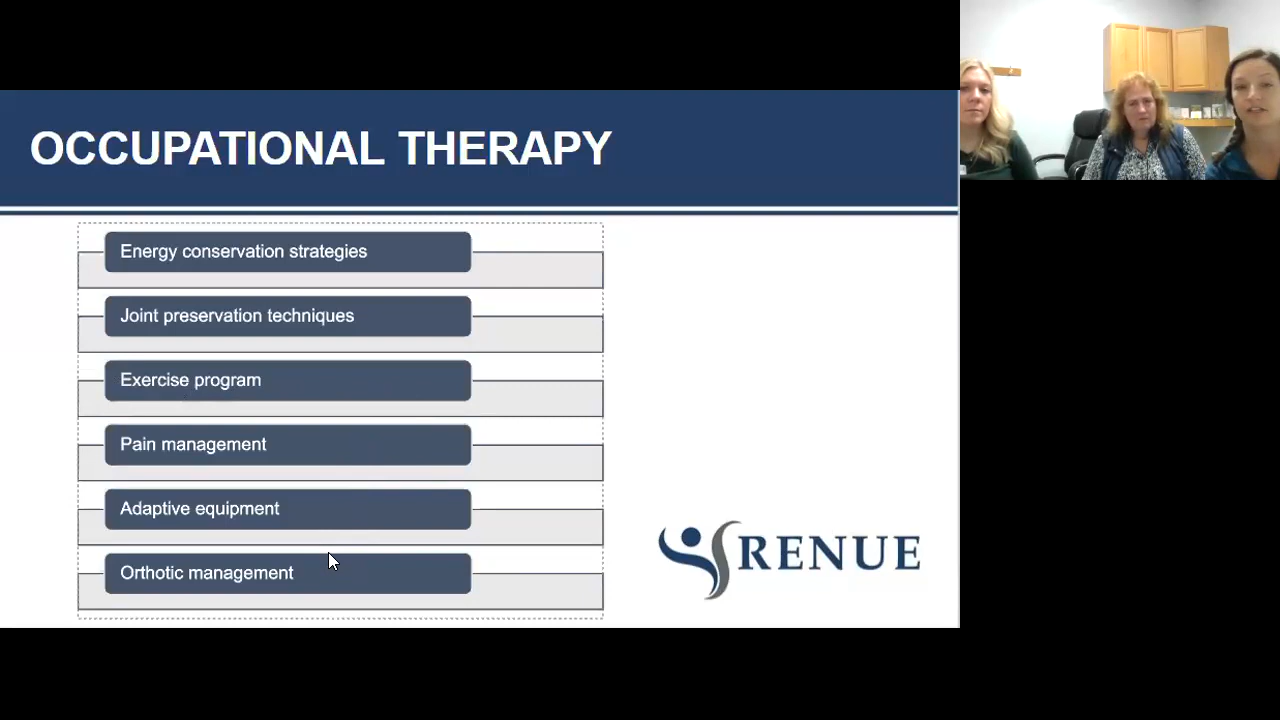 OCCUPATIONAL THERAPY
Energy conservation strategies
Joint preservation techniques
Exercise program
Pain management
Adaptive equipment
Orthotic management
RENUE